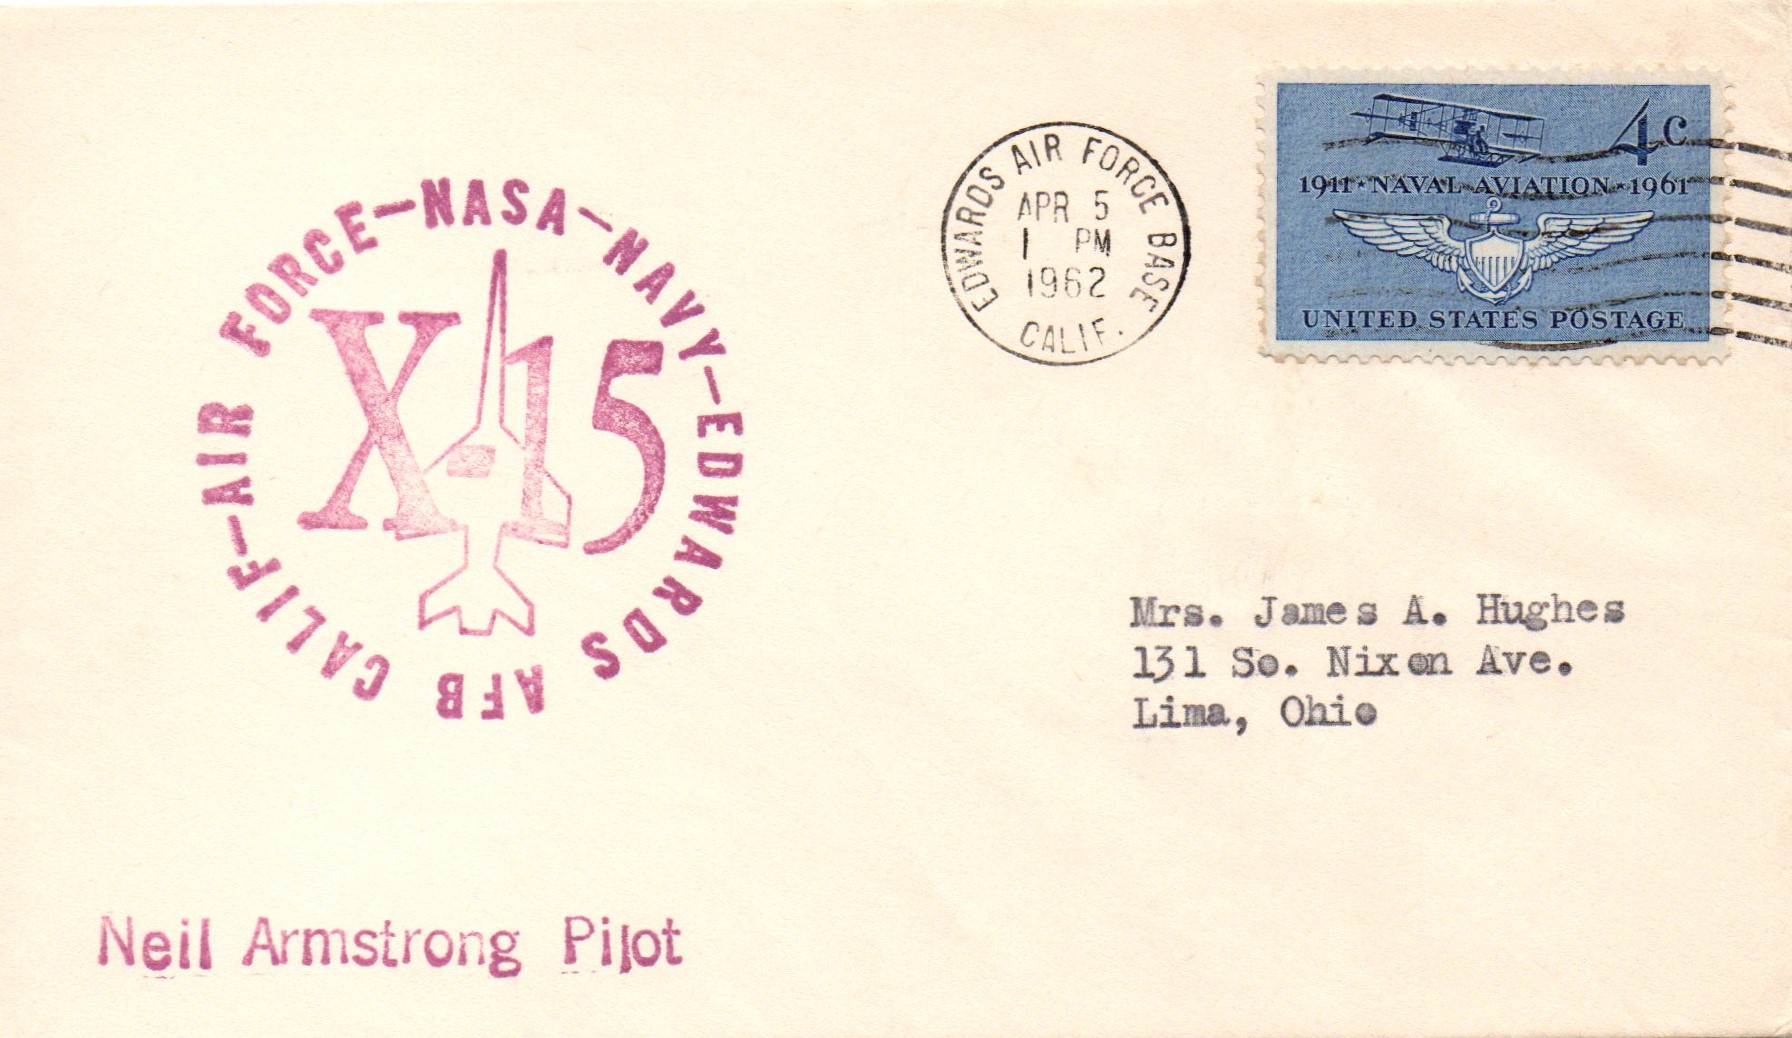 AIR FORCE-NASA-NAVY-EDWARDS AFB CALIF-
X-15
EDWARDS AIR FORCE BASE
APR 5
1 PM
1962
CALIF.
4c
1911★NAVAL AVIATION★1961
UNITED STATES POSTAGE
Mrs. James A. Hughes
131 So. Nixon Ave.
Lima, Ohio
Neil Armstrong Pilot